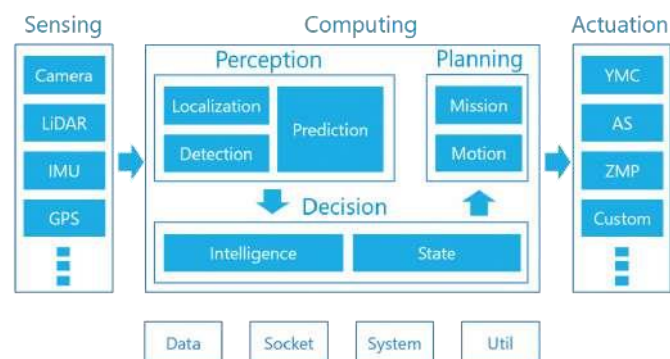 Sensing
Computing
Actuation
Camera
LiDAR
IMU
GPS
Perception
Localization
Detection
Prediction
Planning
Mission
Motion
Decision
Intelligence
State
YMC
AS
ZMP
Custom
Data
Socket
System
Util